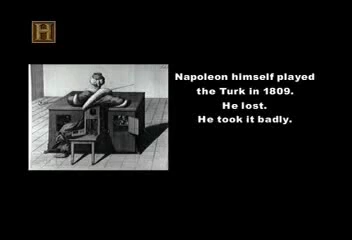 H
Napoleon himself played
the Turk in 1809.
He lost.
He took it badly.